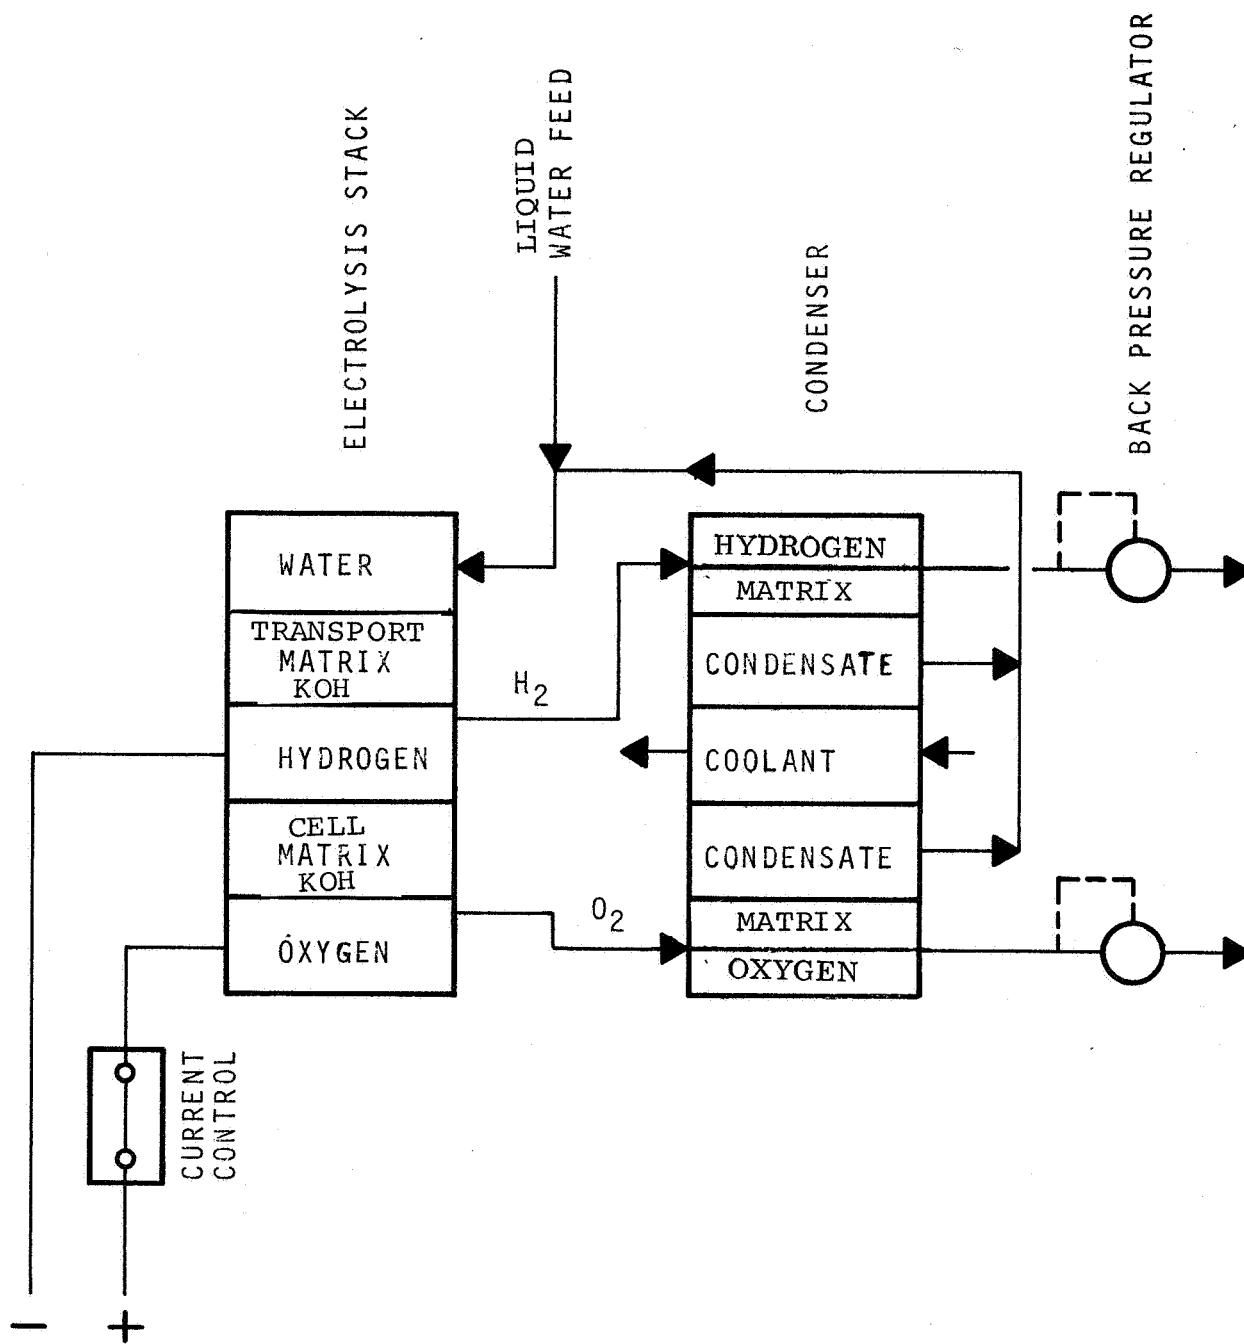 ELECTROLYSIS STACK
LIQUID
WATER FEED
CONDENSER
BACK PRESSURE REGULATOR
WATER
TRANSPORT
MATRIX
KOH
HYDROGEN
CELL
MATRIX
KOH
OXYGEN
H2
O2
HYDROGEN
MATRIX
CONDENSATE
COOLANT
CONDENSATE
MATRIX
OXYGEN
CURRENT
CONTROL
−
+